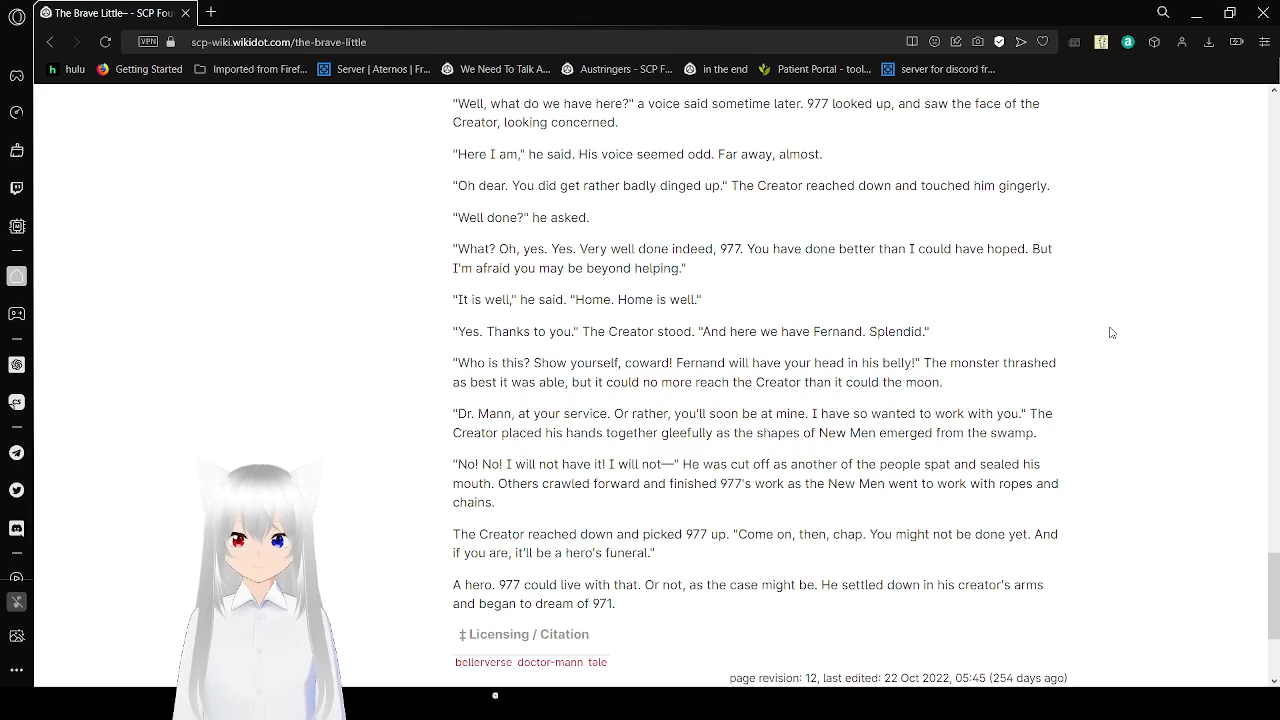 The Brave Little– - SCP Fou
VPN
scp-wiki.wikidot.com/the-brave-little
hulu
Getting Started
Imported from Firef...
Server | Aternos | Fr...
We Need To Talk A...
Austringers - SCP F...
in the end
Patient Portal - tool...
server for discord fr...
"Well, what do we have here?" a voice said sometime later. 977 looked up, and saw the face of the
Creator, looking concerned.
"Here I am," he said. His voice seemed odd. Far away, almost.
"Oh dear. You did get rather badly dinged up." The Creator reached down and touched him gingerly.
"Well done?" he asked.
"What? Oh, yes. Yes. Very well done indeed, 977. You have done better than I could have hoped. But
I'm afraid you may be beyond helping."
"It is well," he said. "Home. Home is well."
"Yes. Thanks to you." The Creator stood. "And here we have Fernand. Splendid."
"Who is this? Show yourself, coward! Fernand will have your head in his belly!" The monster thrashed
as best it was able, but it could no more reach the Creator than it could the moon.
"Dr. Mann, at your service. Or rather, you'll soon be at mine. I have so wanted to work with you." The
Creator placed his hands together gleefully as the shapes of New Men emerged from the swamp.
"No! No! I will not have it! I will not—" He was cut off as another of the people spat and sealed his
mouth. Others crawled forward and finished 977's work as the New Men went to work with ropes and
chains.
The Creator reached down and picked 977 up. "Come on, then, chap. You might not be done yet. And
if you are, it'll be a hero's funeral."
A hero. 977 could live with that. Or not, as the case might be. He settled down in his creator's arms
and began to dream of 971.
‡ Licensing / Citation
bellerverse doctor-mann tale
page revision: 12, last edited: 22 Oct 2022, 05:45 (254 days ago)